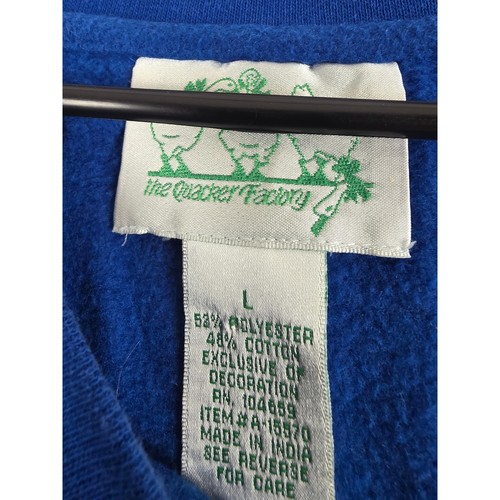 the Quacker Factory
L
52% POLYESTER
48% COTTON
EXCLUSIVE OF
DECORATION
RN. 104659
ITEM#A-15570
MADE IN INDIA
SEE REVERSE
FOR CARE